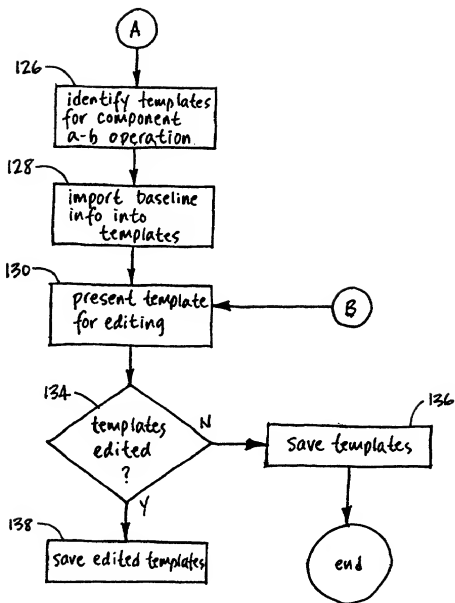 A
126
identify templates
for component
a-b operation
128
import baseline
info into
templates
130
present template
for editing
B
134
templates
edited
?
N
Y
136
save templates
138
save edited templates
end